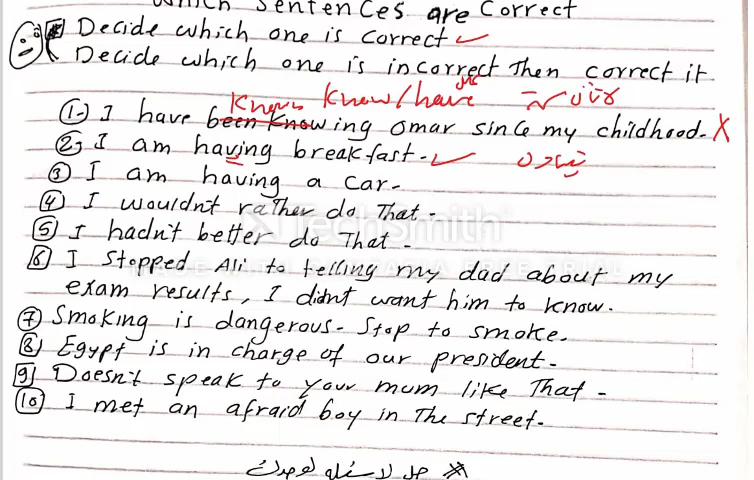 Which Sentences are Correct
Decide which one is correct ✓
Decide which one is incorrect Then correct it
known Know/have
① I have been knowing omar since my childhood. X
② I am having breakfast. ✓
③ I am having a car.
④ I wouldn't rather do That.
⑤ I hadn't better do That.
⑥ I stopped Ali to telling my dad about my
exam results, I didn't want him to know.
⑦ Smoking is dangerous. Stop to smoke.
⑧ Egypt is in charge of our president.
⑨ Doesn't speak to your mum like That.
⑩ I met an afraid boy in The street.
TechSmith